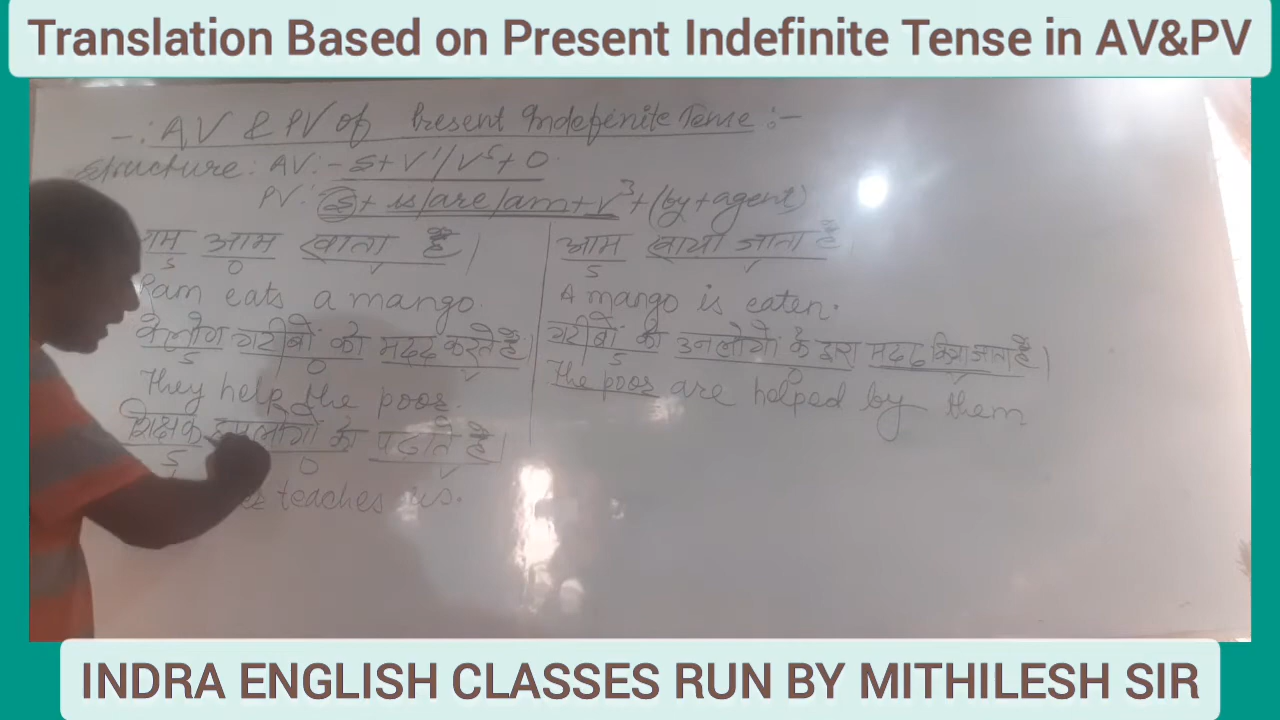 Translation Based on Present Indefinite Tense in AV&PV
-: AV & PV of Present Indefinite Tense :-
Structure: AV:- S+V¹/V⁵+O.
PV: S+ is/are/am+V³+(by+agent)
राम आम खाता है।
S O V
Ram eats a mango.
वे लोग गरीबों को मदद करते हैं।
S O V
They help the poor.
शिक्षक हमलोगों को पढ़ाते हैं।
S O V
teaches us.
आम खाया जाता है।
S V
A mango is eaten.
गरीबों को उनलोगों के द्वारा मदद किया जाता है।
S O V
The poor are helped by them
INDRA ENGLISH CLASSES RUN BY MITHILESH SIR